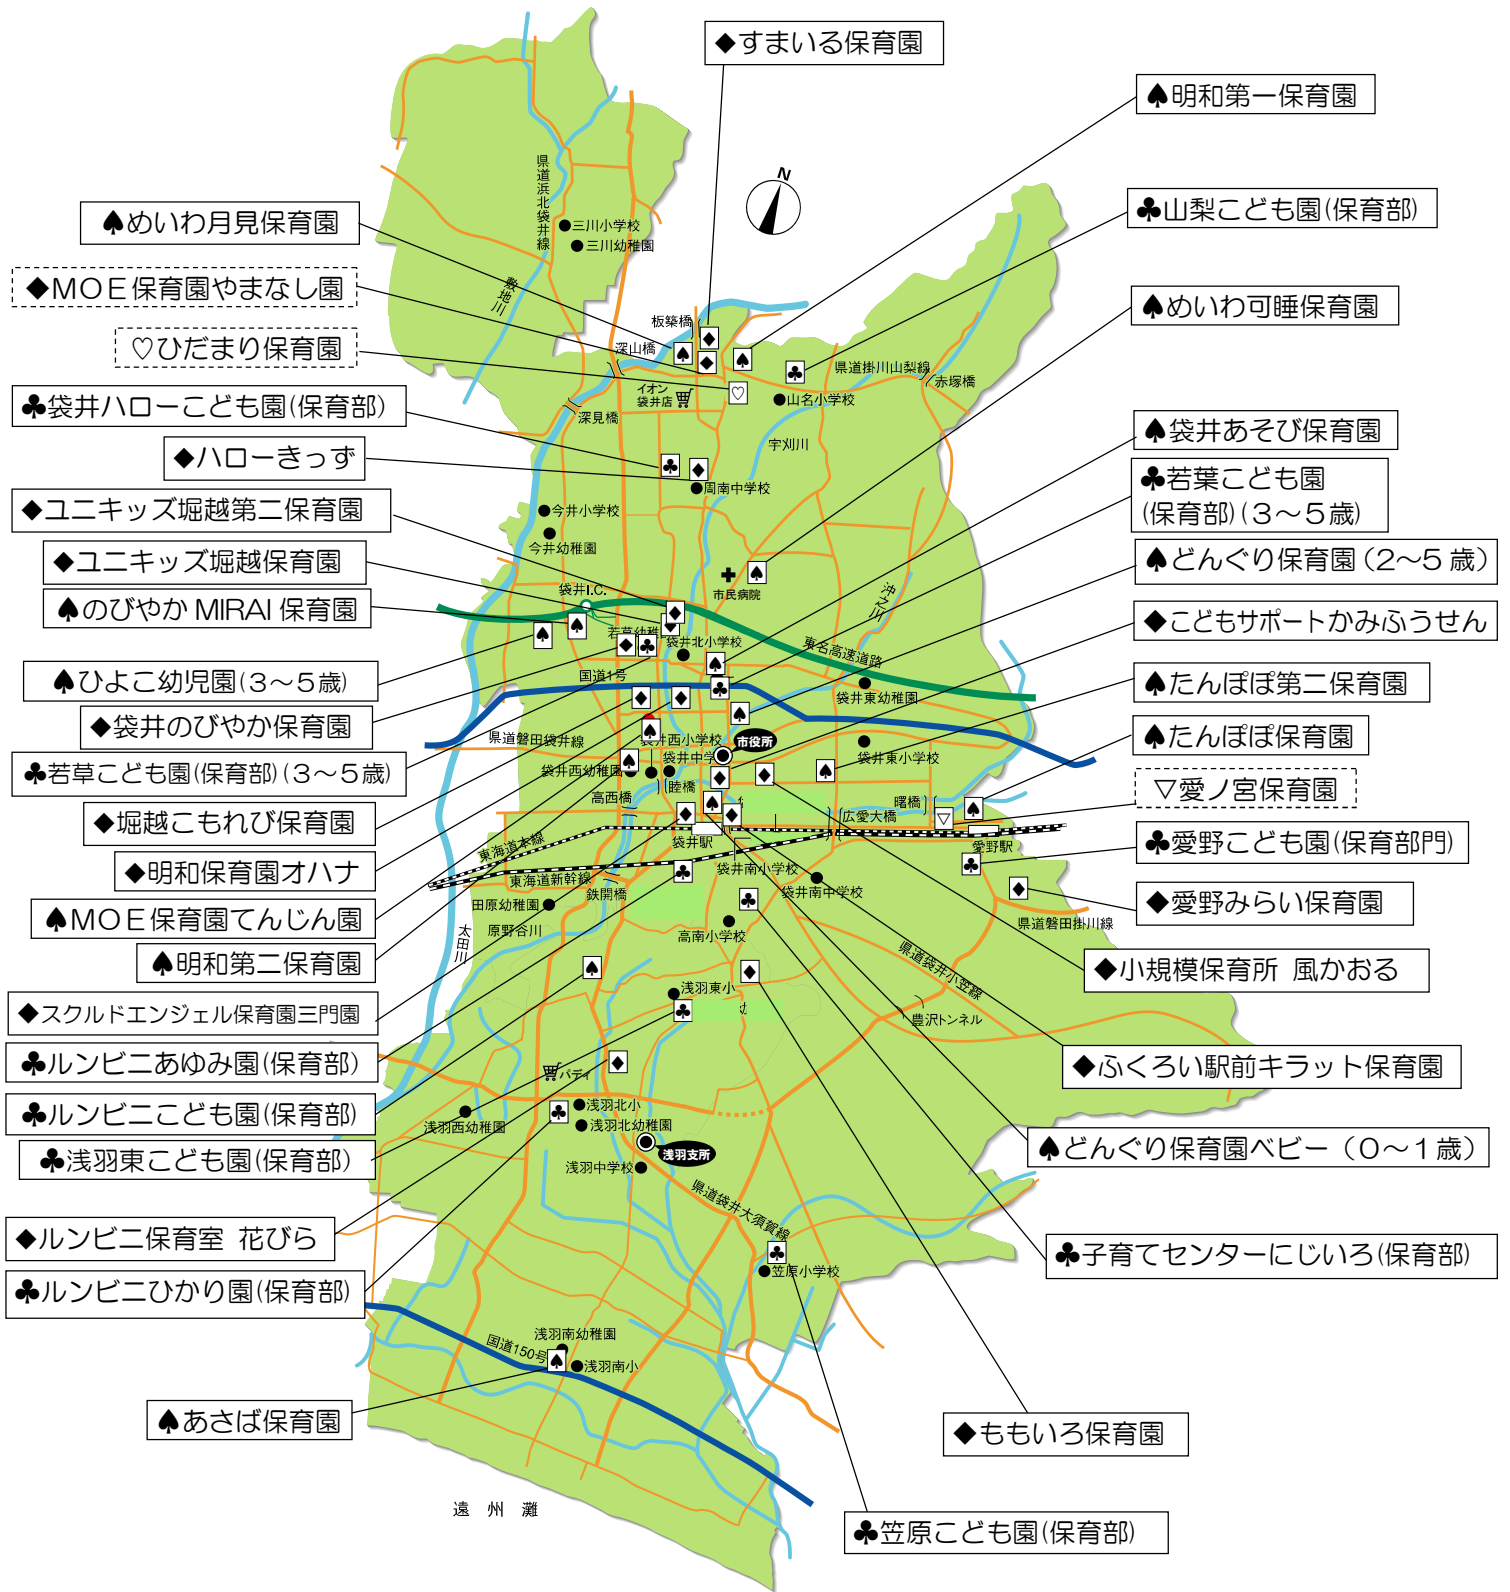 ◆すまいる保育園
♠明和第一保育園
♣山梨こども園(保育部)
♠めいわ可睡保育園
♠袋井あそび保育園
♣若葉こども園
(保育部)(3〜5歳)
♠どんぐり保育園(2〜5歳)
◆こどもサポートかみふうせん
♠たんぽぽ第二保育園
♠たんぽぽ保育園
▽愛ノ宮保育園
♣愛野こども園(保育部門)
◆愛野みらい保育園
◆小規模保育所 風かおる
◆ふくろい駅前キラット保育園
♠どんぐり保育園ベビー(0〜1歳)
♣子育てセンターにじいろ(保育部)
◆ももいろ保育園
♣笠原こども園(保育部)
♠めいわ月見保育園
◆MOE保育園やまなし園
♡ひだまり保育園
♣袋井ハローこども園(保育部)
◆ハローきっず
◆ユニキッズ堀越第二保育園
◆ユニキッズ堀越保育園
♠のびやかMIRAI保育園
♠ひよこ幼児園(3〜5歳)
◆袋井のびやか保育園
♣若草こども園(保育部)(3〜5歳)
◆堀越こもれび保育園
◆明和保育園オハナ
♠MOE保育園てんじん園
♠明和第二保育園
◆スクルドエンジェル保育園三門園
♣ルンビニあゆみ園(保育部)
♣ルンビニこども園(保育部)
♣浅羽東こども園(保育部)
◆ルンビニ保育室 花びら
♣ルンビニひかり園(保育部)
♠あさば保育園
N
県道浜北袋井線
三川小学校
三川幼稚園
敷地川
板築橋
深山橋
県道掛川山梨線
赤塚橋
イオン
袋井店
山名小学校
深見橋
宇刈川
周南中学校
今井小学校
今井幼稚園
市民病院
袋井I.C.
沖之川
袋井北小学校
東名高速道路
国道1号
袋井東幼稚園
県道磐田袋井線
袋井西小学校
市役所
袋井東小学校
袋井西幼稚園
袋井中学
睦橋
高西橋
曙橋
広愛大橋
東海道本線
袋井駅
愛野駅
東海道新幹線
袋井南小学校
袋井南中学校
鉄開橋
田原幼稚園
原野谷川
高南小学校
県道磐田掛川線
太田川
県道袋井小笠線
浅羽東小
豊沢トンネル
パディ
浅羽北小
浅羽西幼稚園
浅羽北幼稚園
浅羽支所
浅羽中学校
県道袋井大須賀線
笠原小学校
浅羽南幼稚園
国道150号
浅羽南小
遠州灘